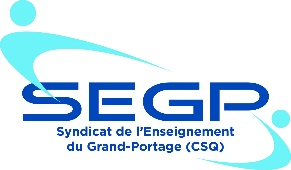 SEGP
Syndicat de l'Enseignement
du Grand-Portage (CSQ)